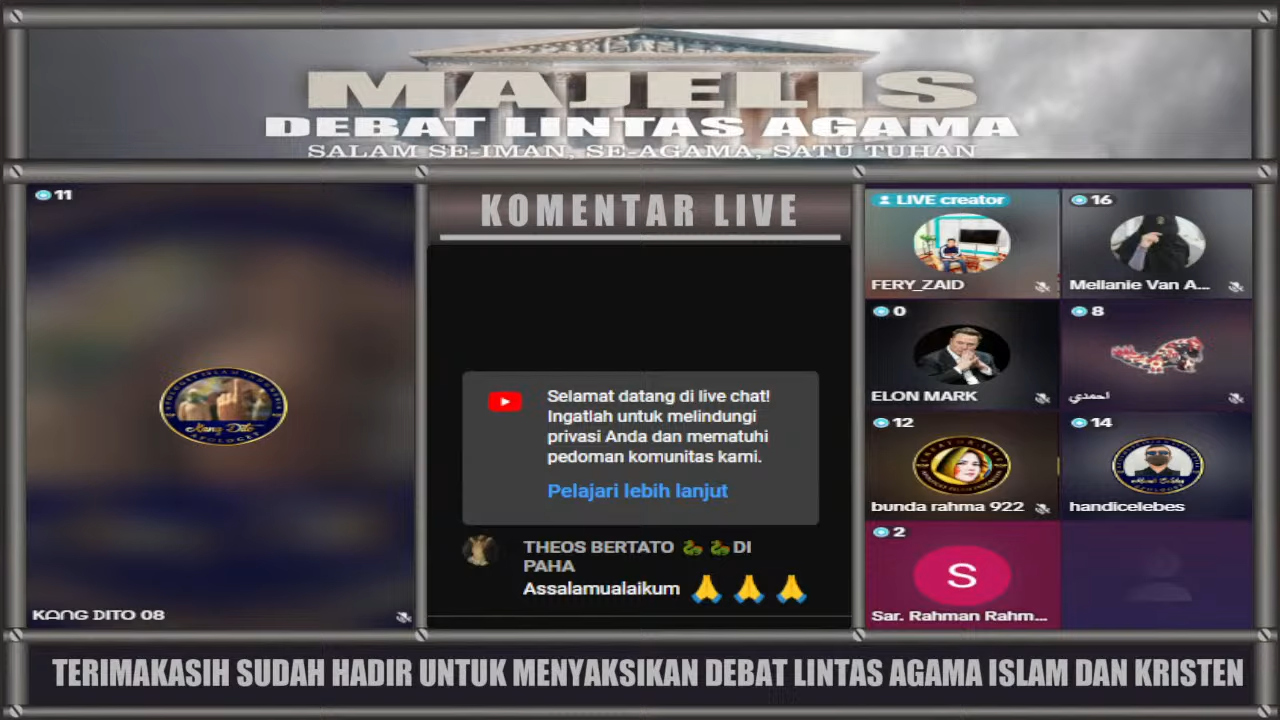 MAJELIS
DEBAT LINTAS AGAMA
SALAM SE-IMAN, SE-AGAMA, SATU TUHAN
11
Kang Dito
APOLOGET
KANG DITO 08
KOMENTAR LIVE
Selamat datang di live chat!
Ingatlah untuk melindungi
privasi Anda dan mematuhi
pedoman komunitas kami.
Pelajari lebih lanjut
THEOS BERTATO 🐉 🐉DI
PAHA
Assalamualaikum 🙏 🙏 🙏
LIVE creator
FERY_ZAID
16
Mellanie Van A...
0
ELON MARK
8
احمدي
12
bunda rahma 922
14
handicelebes
2
S
Sar. Rahman Rahm...
TERIMAKASIH SUDAH HADIR UNTUK MENYAKSIKAN DEBAT LINTAS AGAMA ISLAM DAN KRISTEN